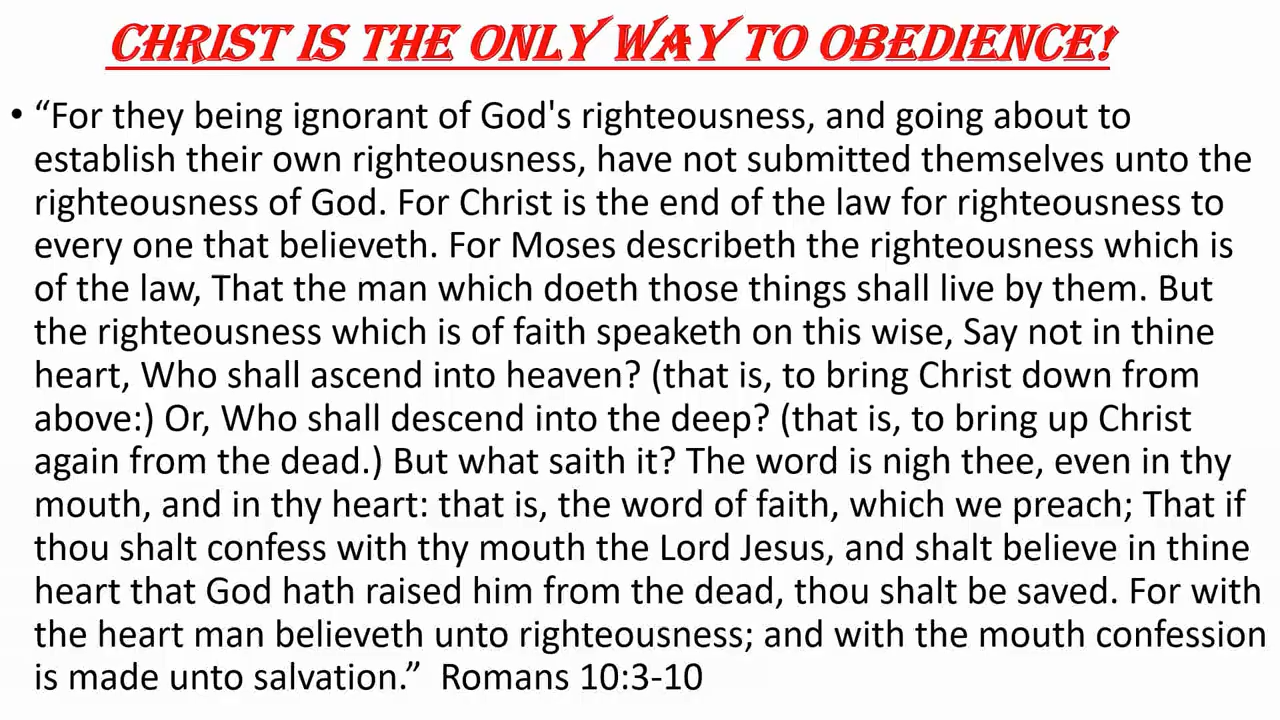 CHRIST IS THE ONLY WAY TO OBEDIENCE!
• “For they being ignorant of God's righteousness, and going about to
establish their own righteousness, have not submitted themselves unto the
righteousness of God. For Christ is the end of the law for righteousness to
every one that believeth. For Moses describeth the righteousness which is
of the law, That the man which doeth those things shall live by them. But
the righteousness which is of faith speaketh on this wise, Say not in thine
heart, Who shall ascend into heaven? (that is, to bring Christ down from
above:) Or, Who shall descend into the deep? (that is, to bring up Christ
again from the dead.) But what saith it? The word is nigh thee, even in thy
mouth, and in thy heart: that is, the word of faith, which we preach; That if
thou shalt confess with thy mouth the Lord Jesus, and shalt believe in thine
heart that God hath raised him from the dead, thou shalt be saved. For with
the heart man believeth unto righteousness; and with the mouth confession
is made unto salvation.” Romans 10:3-10